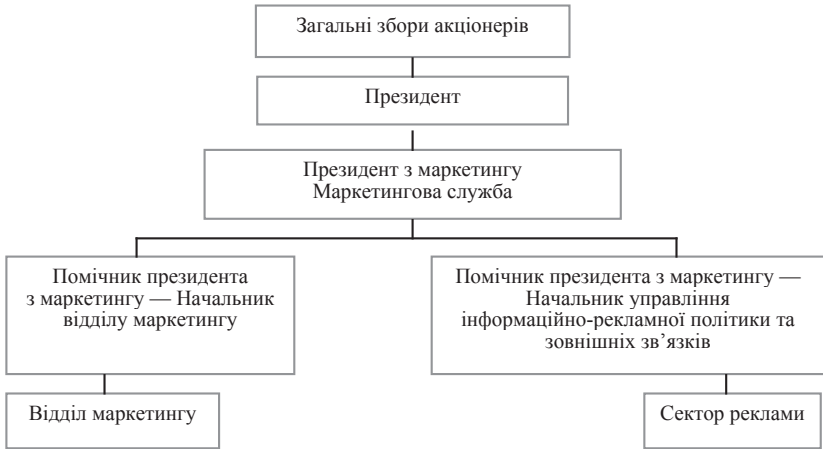 Загальні збори акціонерів
Президент
Президент з маркетингу
Маркетингова служба
Помічник президента
з маркетингу — Начальник
відділу маркетингу
Помічник президента з маркетингу —
Начальник управління
інформаційно-рекламної політики та
зовнішніх зв’язків
Відділ маркетингу
Сектор реклами